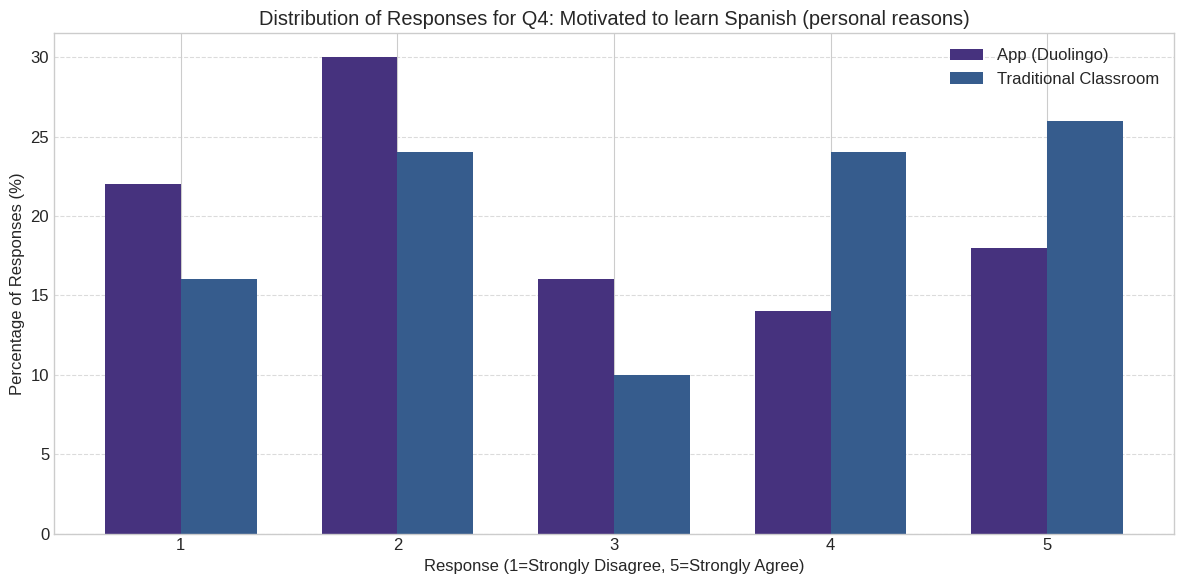 Distribution of Responses for Q4: Motivated to learn Spanish (personal reasons)
App (Duolingo)
Traditional Classroom
Percentage of Responses (%)
30
25
20
15
10
5
0
1 2 3 4 5
Response (1=Strongly Disagree, 5=Strongly Agree)